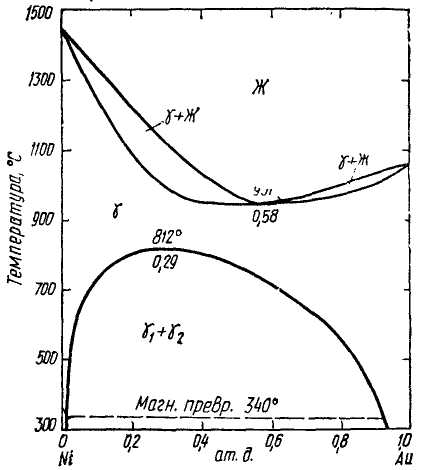 1500
1300
1100
900
700
500
300
Температура, °C
Ж
γ+Ж
γ+Ж
0,58
γ
812°
0,29
γ₁+γ₂
Магн. превр. 340°
0 0,2 0,4 0,6 0,8 1,0
Ni ат. д. Au